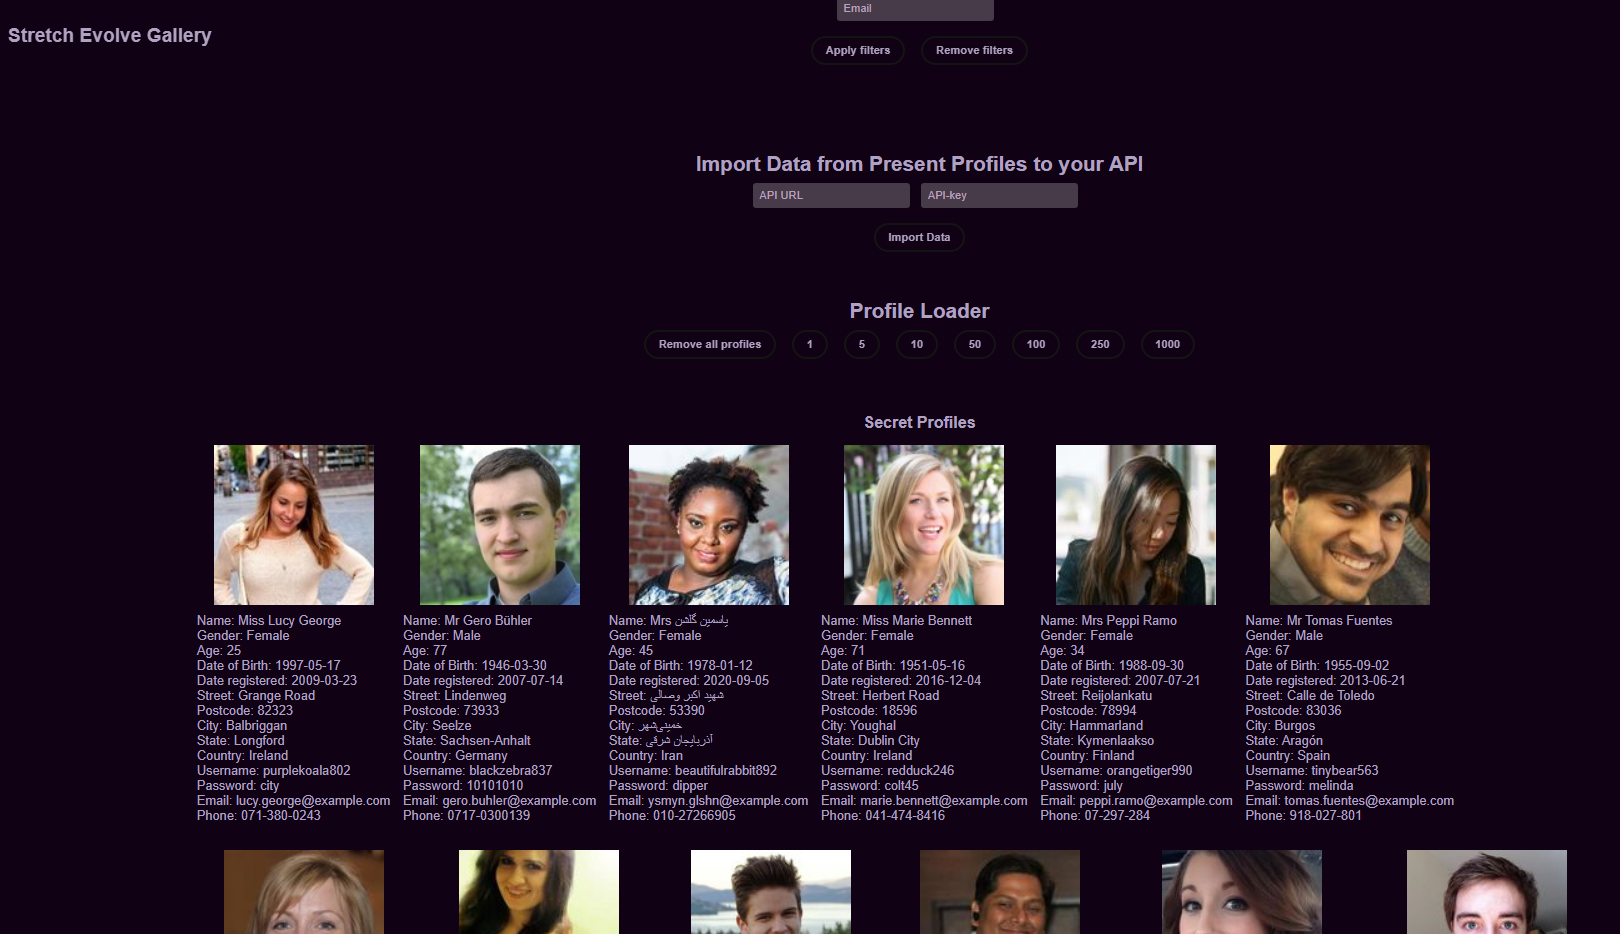 Email
Stretch Evolve Gallery
Apply filters Remove filters
Import Data from Present Profiles to your API
API URL API-key
Import Data
Profile Loader
Remove all profiles 1 5 10 50 100 250 1000
Secret Profiles
Name: Miss Lucy George
Gender: Female
Age: 25
Date of Birth: 1997-05-17
Date registered: 2009-03-23
Street: Grange Road
Postcode: 82323
City: Balbriggan
State: Longford
Country: Ireland
Username: purplekoala802
Password: city
Email: lucy.george@example.com
Phone: 071-380-0243
Name: Mr Gero Bühler
Gender: Male
Age: 77
Date of Birth: 1946-03-30
Date registered: 2007-07-14
Street: Lindenweg
Postcode: 73933
City: Seelze
State: Sachsen-Anhalt
Country: Germany
Username: blackzebra837
Password: 10101010
Email: gero.buhler@example.com
Phone: 0717-0300139
Name: Mrs یاسمین گلشن
Gender: Female
Age: 45
Date of Birth: 1978-01-12
Date registered: 2020-09-05
Street: شهید اکبر وصالی
Postcode: 53390
City: خمینی‌شهر
State: آذربایجان شرقی
Country: Iran
Username: beautifulrabbit892
Password: dipper
Email: ysmyn.glshn@example.com
Phone: 010-27266905
Name: Miss Marie Bennett
Gender: Female
Age: 71
Date of Birth: 1951-05-16
Date registered: 2016-12-04
Street: Herbert Road
Postcode: 18596
City: Youghal
State: Dublin City
Country: Ireland
Username: redduck246
Password: colt45
Email: marie.bennett@example.com
Phone: 041-474-8416
Name: Mrs Peppi Ramo
Gender: Female
Age: 34
Date of Birth: 1988-09-30
Date registered: 2007-07-21
Street: Reijolankatu
Postcode: 78994
City: Hammarland
State: Kymenlaakso
Country: Finland
Username: orangetiger990
Password: july
Email: peppi.ramo@example.com
Phone: 07-297-284
Name: Mr Tomas Fuentes
Gender: Male
Age: 67
Date of Birth: 1955-09-02
Date registered: 2013-06-21
Street: Calle de Toledo
Postcode: 83036
City: Burgos
State: Aragón
Country: Spain
Username: tinybear563
Password: melinda
Email: tomas.fuentes@example.com
Phone: 918-027-801